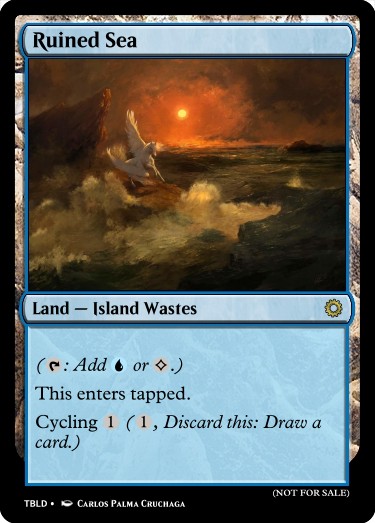 Ruined Sea
Land — Island Wastes
( : Add or .)
This enters tapped.
Cycling 1 ( 1, Discard this: Draw a
card.)
(NOT FOR SALE)
TBLD • Carlos Palma Cruchaga